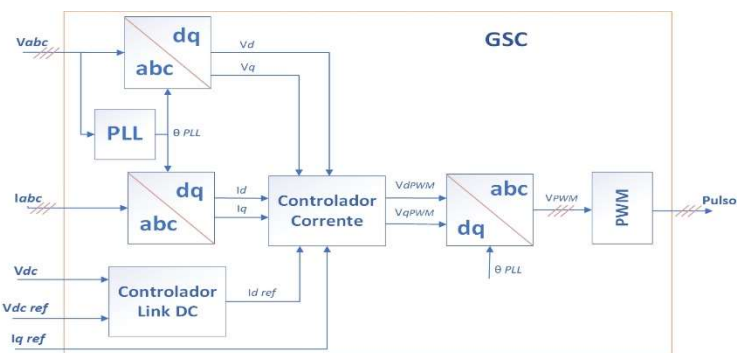 GSC
Vabc
dq
abc
Vd
Vq
PLL
θ PLL
Iabc
dq
abc
Id
Iq
Controlador
Corrente
VdPWM
VqPWM
abc
dq
VPWM
PWM
Pulso
θ PLL
Vdc
Vdc ref
Controlador
Link DC
Id ref
Iq ref